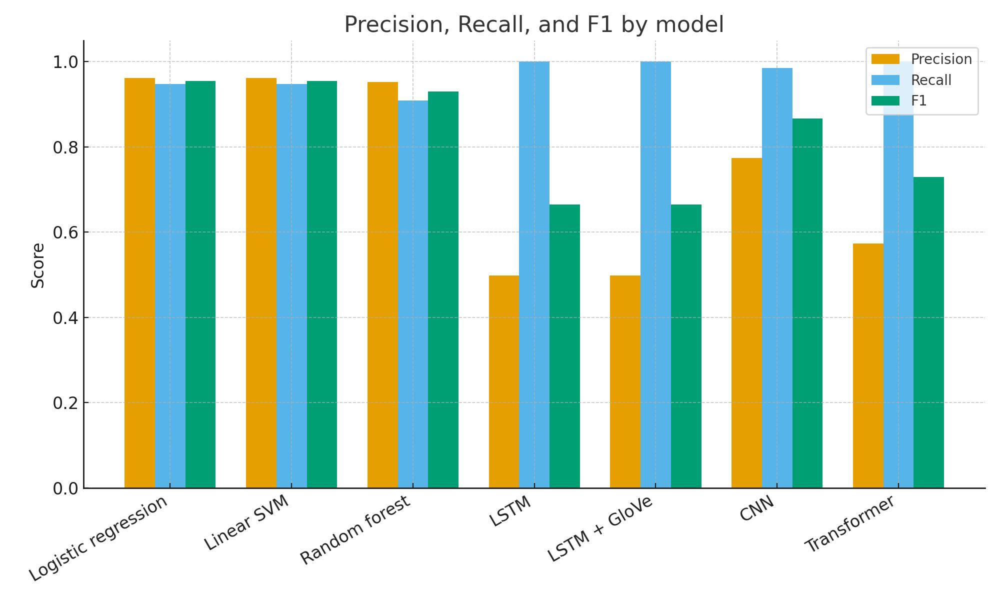 Precision, Recall, and F1 by model
Precision
Recall
F1
Score
1.0
0.8
0.6
0.4
0.2
0.0
Logistic regression
Linear SVM
Random forest
LSTM
LSTM + GloVe
CNN
Transformer